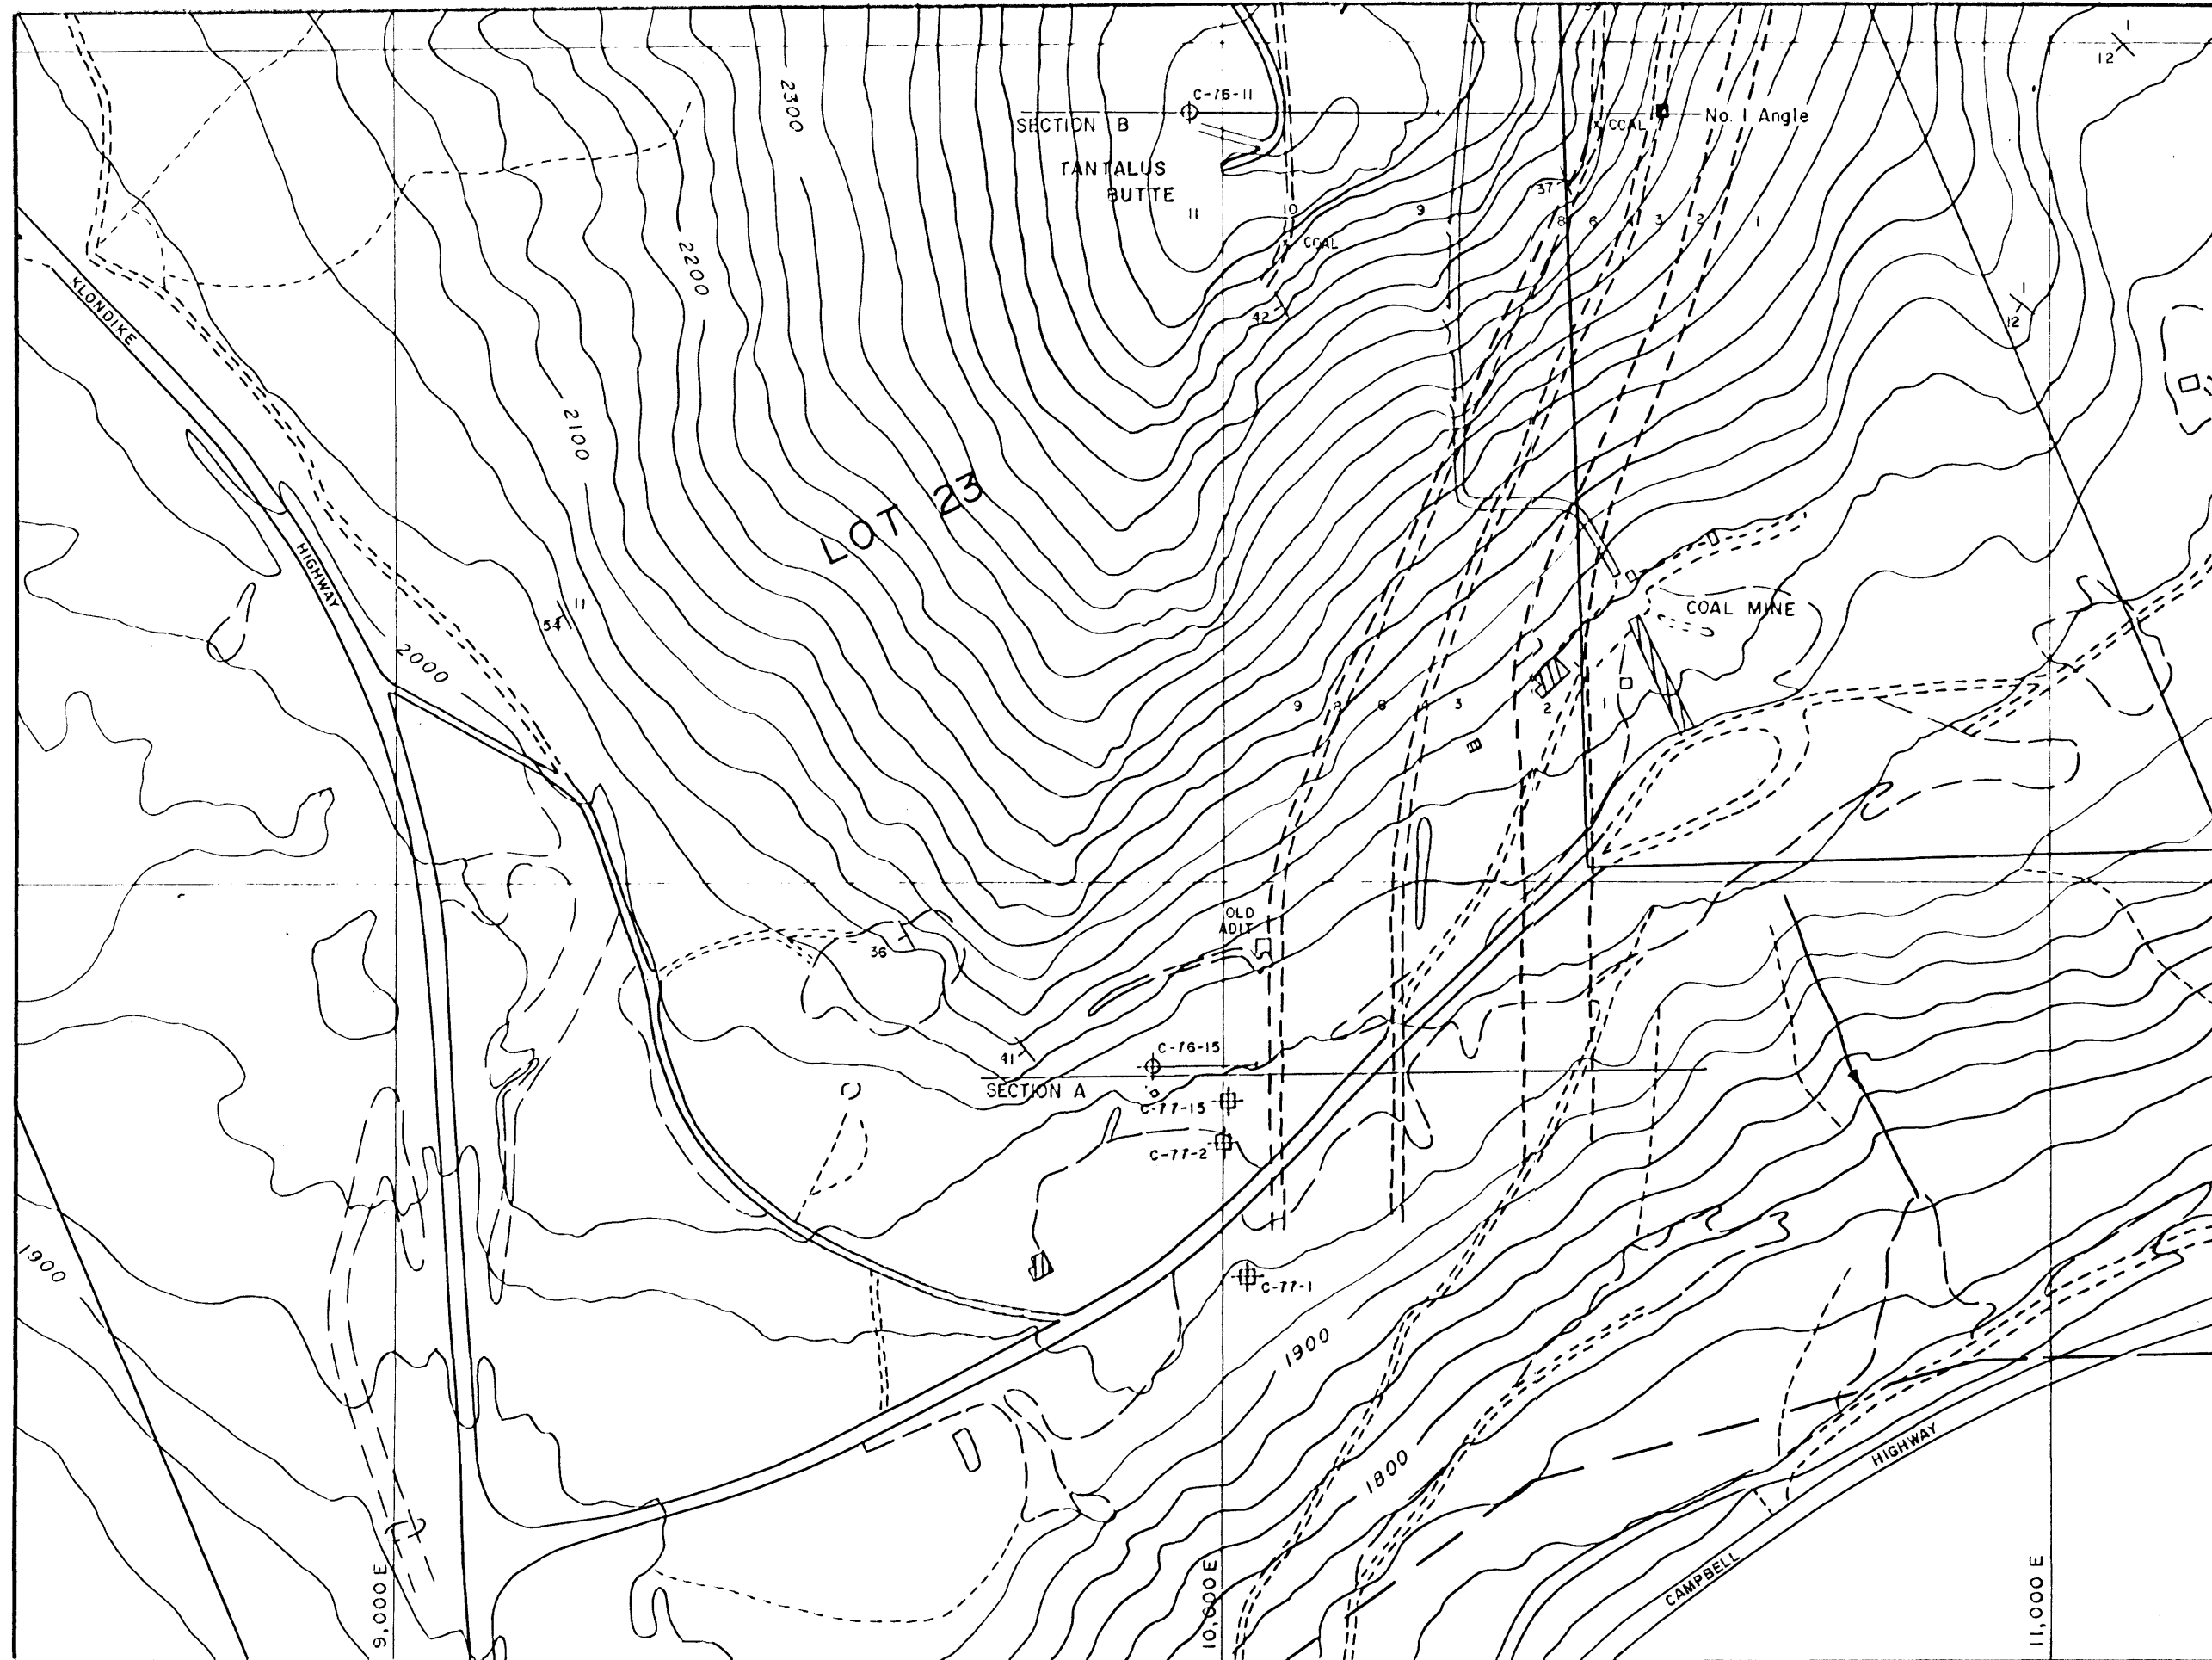 12
2300
C-76-11
SECTION B
COAL
No. 1 Angle
TANTALUS
BUTTE
37
11
10
9
8
6
4
3
2
1
COAL
2200
KLONDIKE
42
12
2100
LOT 23
HIGHWAY
11
54
COAL MINE
2000
9
8
6
4
3
2
1
OLD
ADIT
36
41
C-76-15
SECTION A
C-77-15
C-77-2
1900
C-77-1
1900
1800
HIGHWAY
CAMPBELL
9,000 E
10,000 E
11,000 E